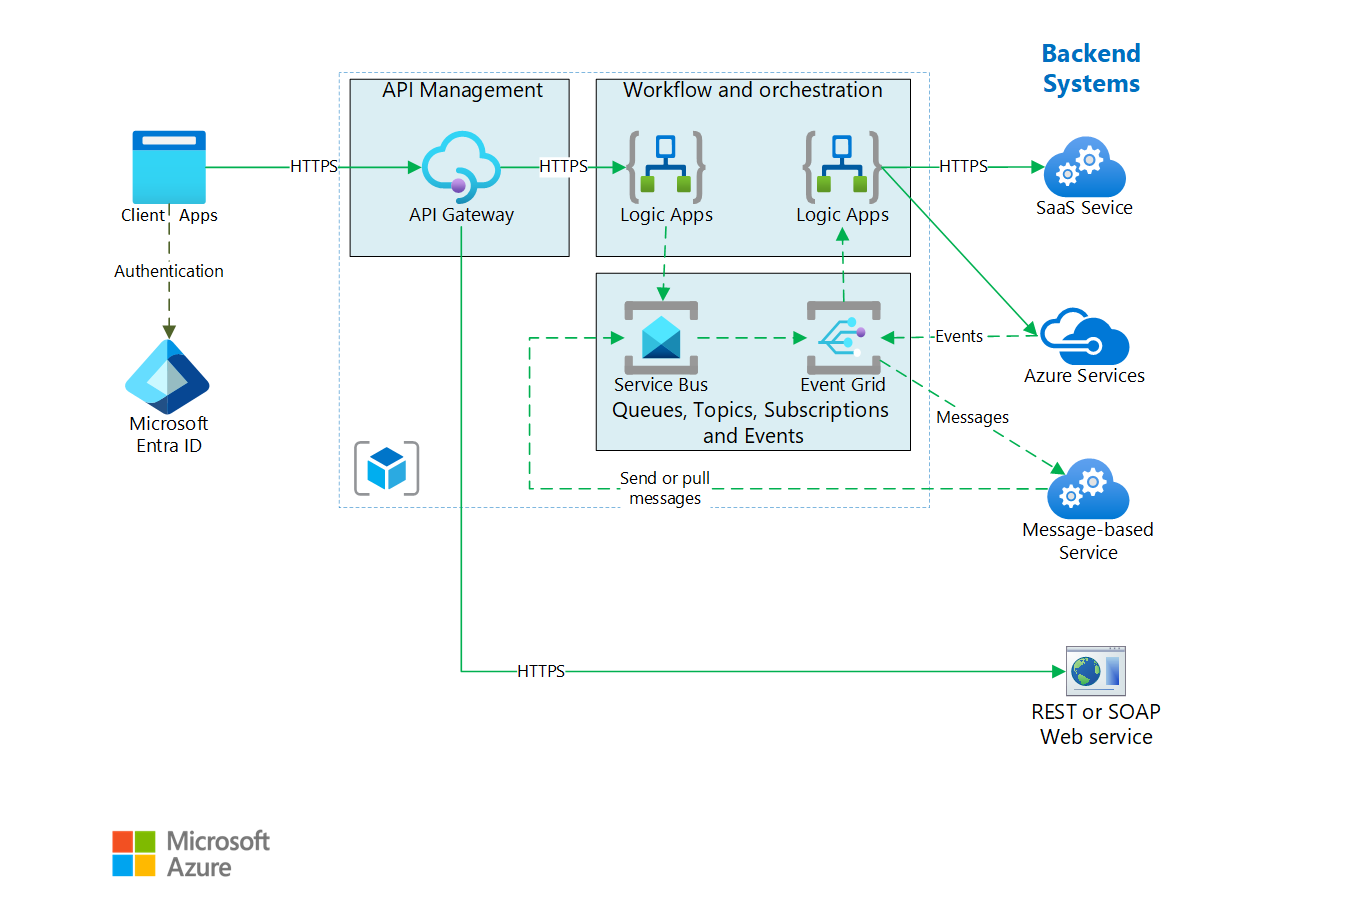 Backend
Systems
API Management
Workflow and orchestration
HTTPS
HTTPS
HTTPS
Client Apps
API Gateway
Logic Apps
Logic Apps
SaaS Sevice
Authentication
Events
Service Bus
Event Grid
Azure Services
Queues, Topics, Subscriptions
and Events
Messages
Microsoft
Entra ID
Send or pull
messages
Message-based
Service
HTTPS
REST or SOAP
Web service
Microsoft
Azure